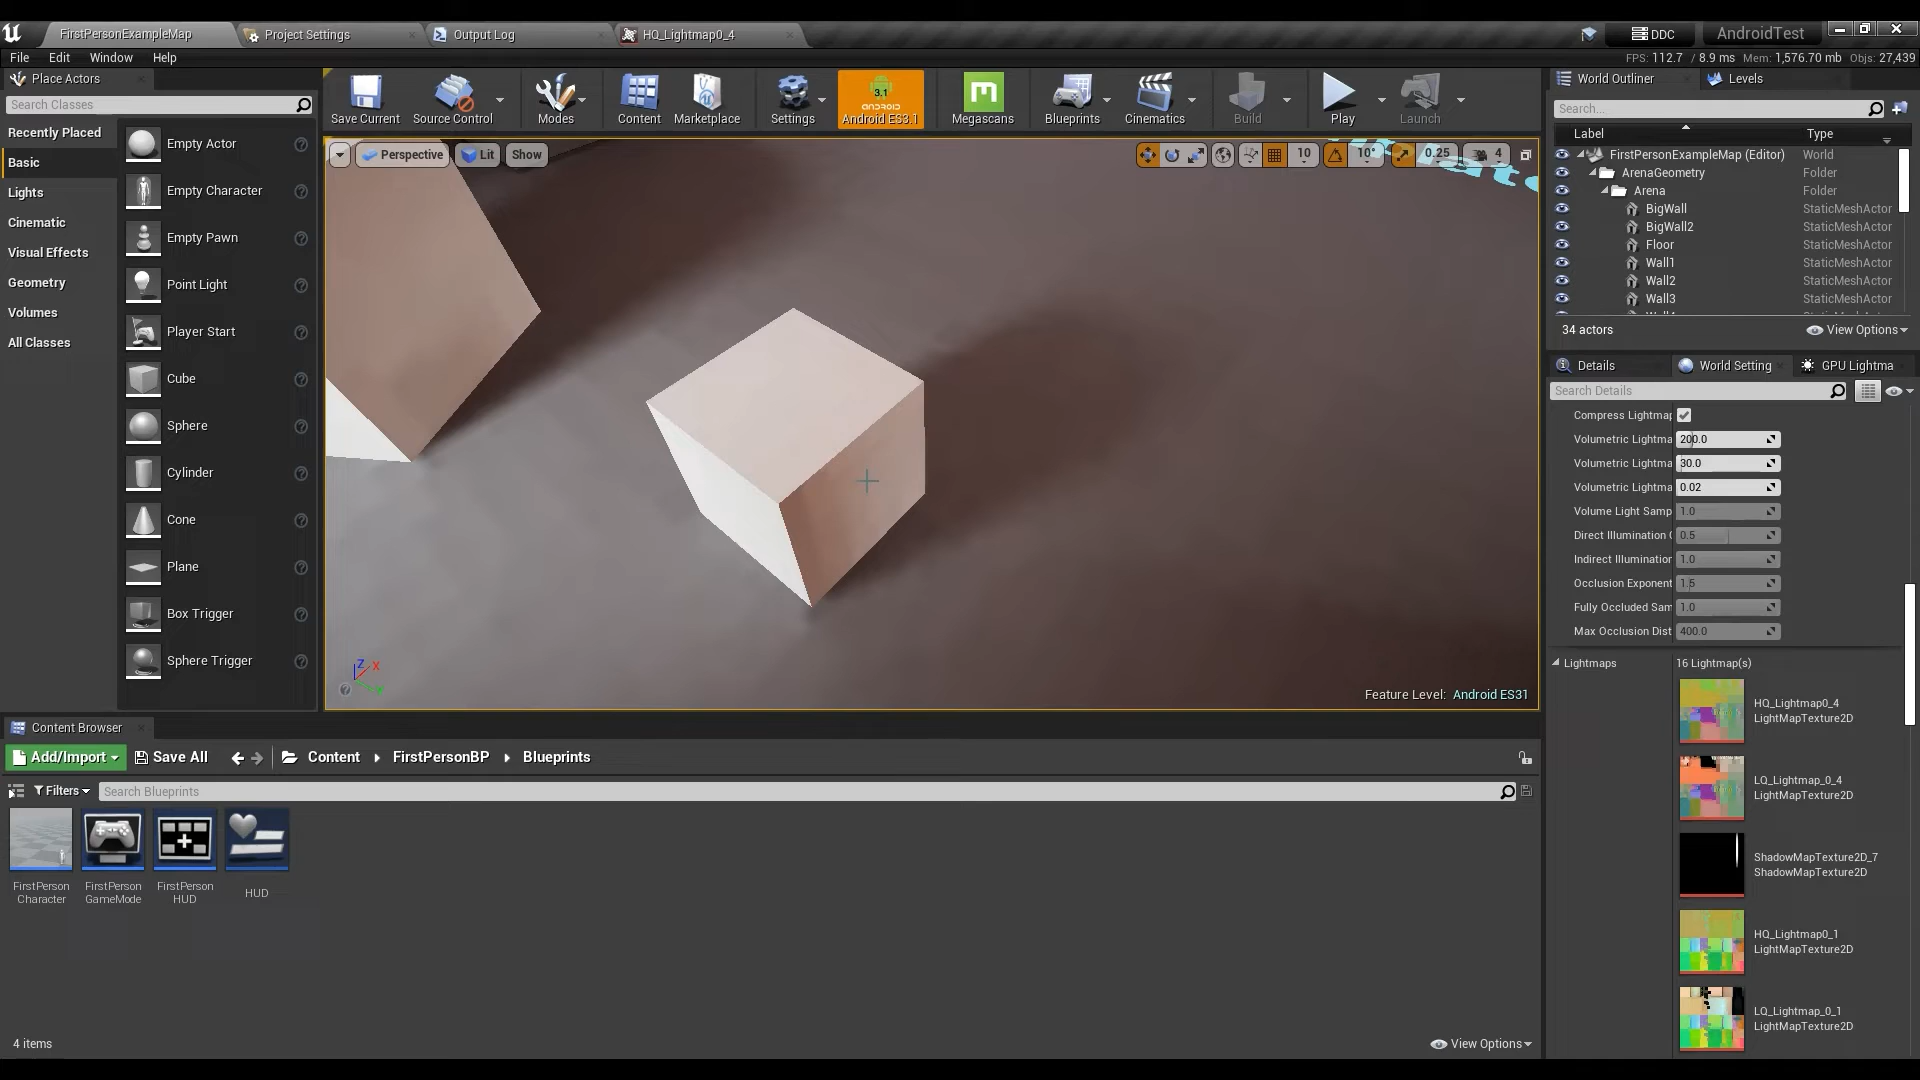 FirstPersonExampleMap
Project Settings
Output Log
HQ_Lightmap0_4
DDC
AndroidTest
File
Edit
Window
Help
FPS: 112.7 / 8.9 ms Mem: 1,576.70 mb Objs: 27,439
Place Actors
Search Classes
Recently Placed
Basic
Lights
Cinematic
Visual Effects
Geometry
Volumes
All Classes
Empty Actor
Empty Character
Empty Pawn
Point Light
Player Start
Cube
Sphere
Cylinder
Cone
Plane
Box Trigger
Sphere Trigger
Save Current
Source Control
Modes
Content
Marketplace
Settings
3.1
ANDROID
Android ES3.1
Megascans
Blueprints
Cinematics
Build
Play
Launch
Perspective
Lit
Show
10
10°
0.25
4
Z
X
Feature Level: Android ES31
World Outliner
Levels
Search...
Label
Type
FirstPersonExampleMap (Editor) World
ArenaGeometry Folder
Arena Folder
BigWall StaticMeshActor
BigWall2 StaticMeshActor
Floor StaticMeshActor
Wall1 StaticMeshActor
Wall2 StaticMeshActor
Wall3 StaticMeshActor
34 actors
View Options
Details
World Setting
GPU Lightma
Search Details
Compress Lightmap
Volumetric Lightma 200.0
Volumetric Lightma 30.0
Volumetric Lightma 0.02
Volume Light Samp 1.0
Direct Illumination 0.5
Indirect Illumination 1.0
Occlusion Exponent 1.5
Fully Occluded Sam 1.0
Max Occlusion Dist 400.0
Lightmaps
16 Lightmap(s)
HQ_Lightmap0_4
LightMapTexture2D
LQ_Lightmap_0_4
LightMapTexture2D
ShadowMapTexture2D_7
ShadowMapTexture2D
HQ_Lightmap0_1
LightMapTexture2D
LQ_Lightmap_0_1
LightMapTexture2D
Content Browser
Add/Import
Save All
Content
FirstPersonBP
Blueprints
Filters
Search Blueprints
FirstPerson
Character
FirstPerson
GameMode
FirstPerson
HUD
HUD
4 items
View Options